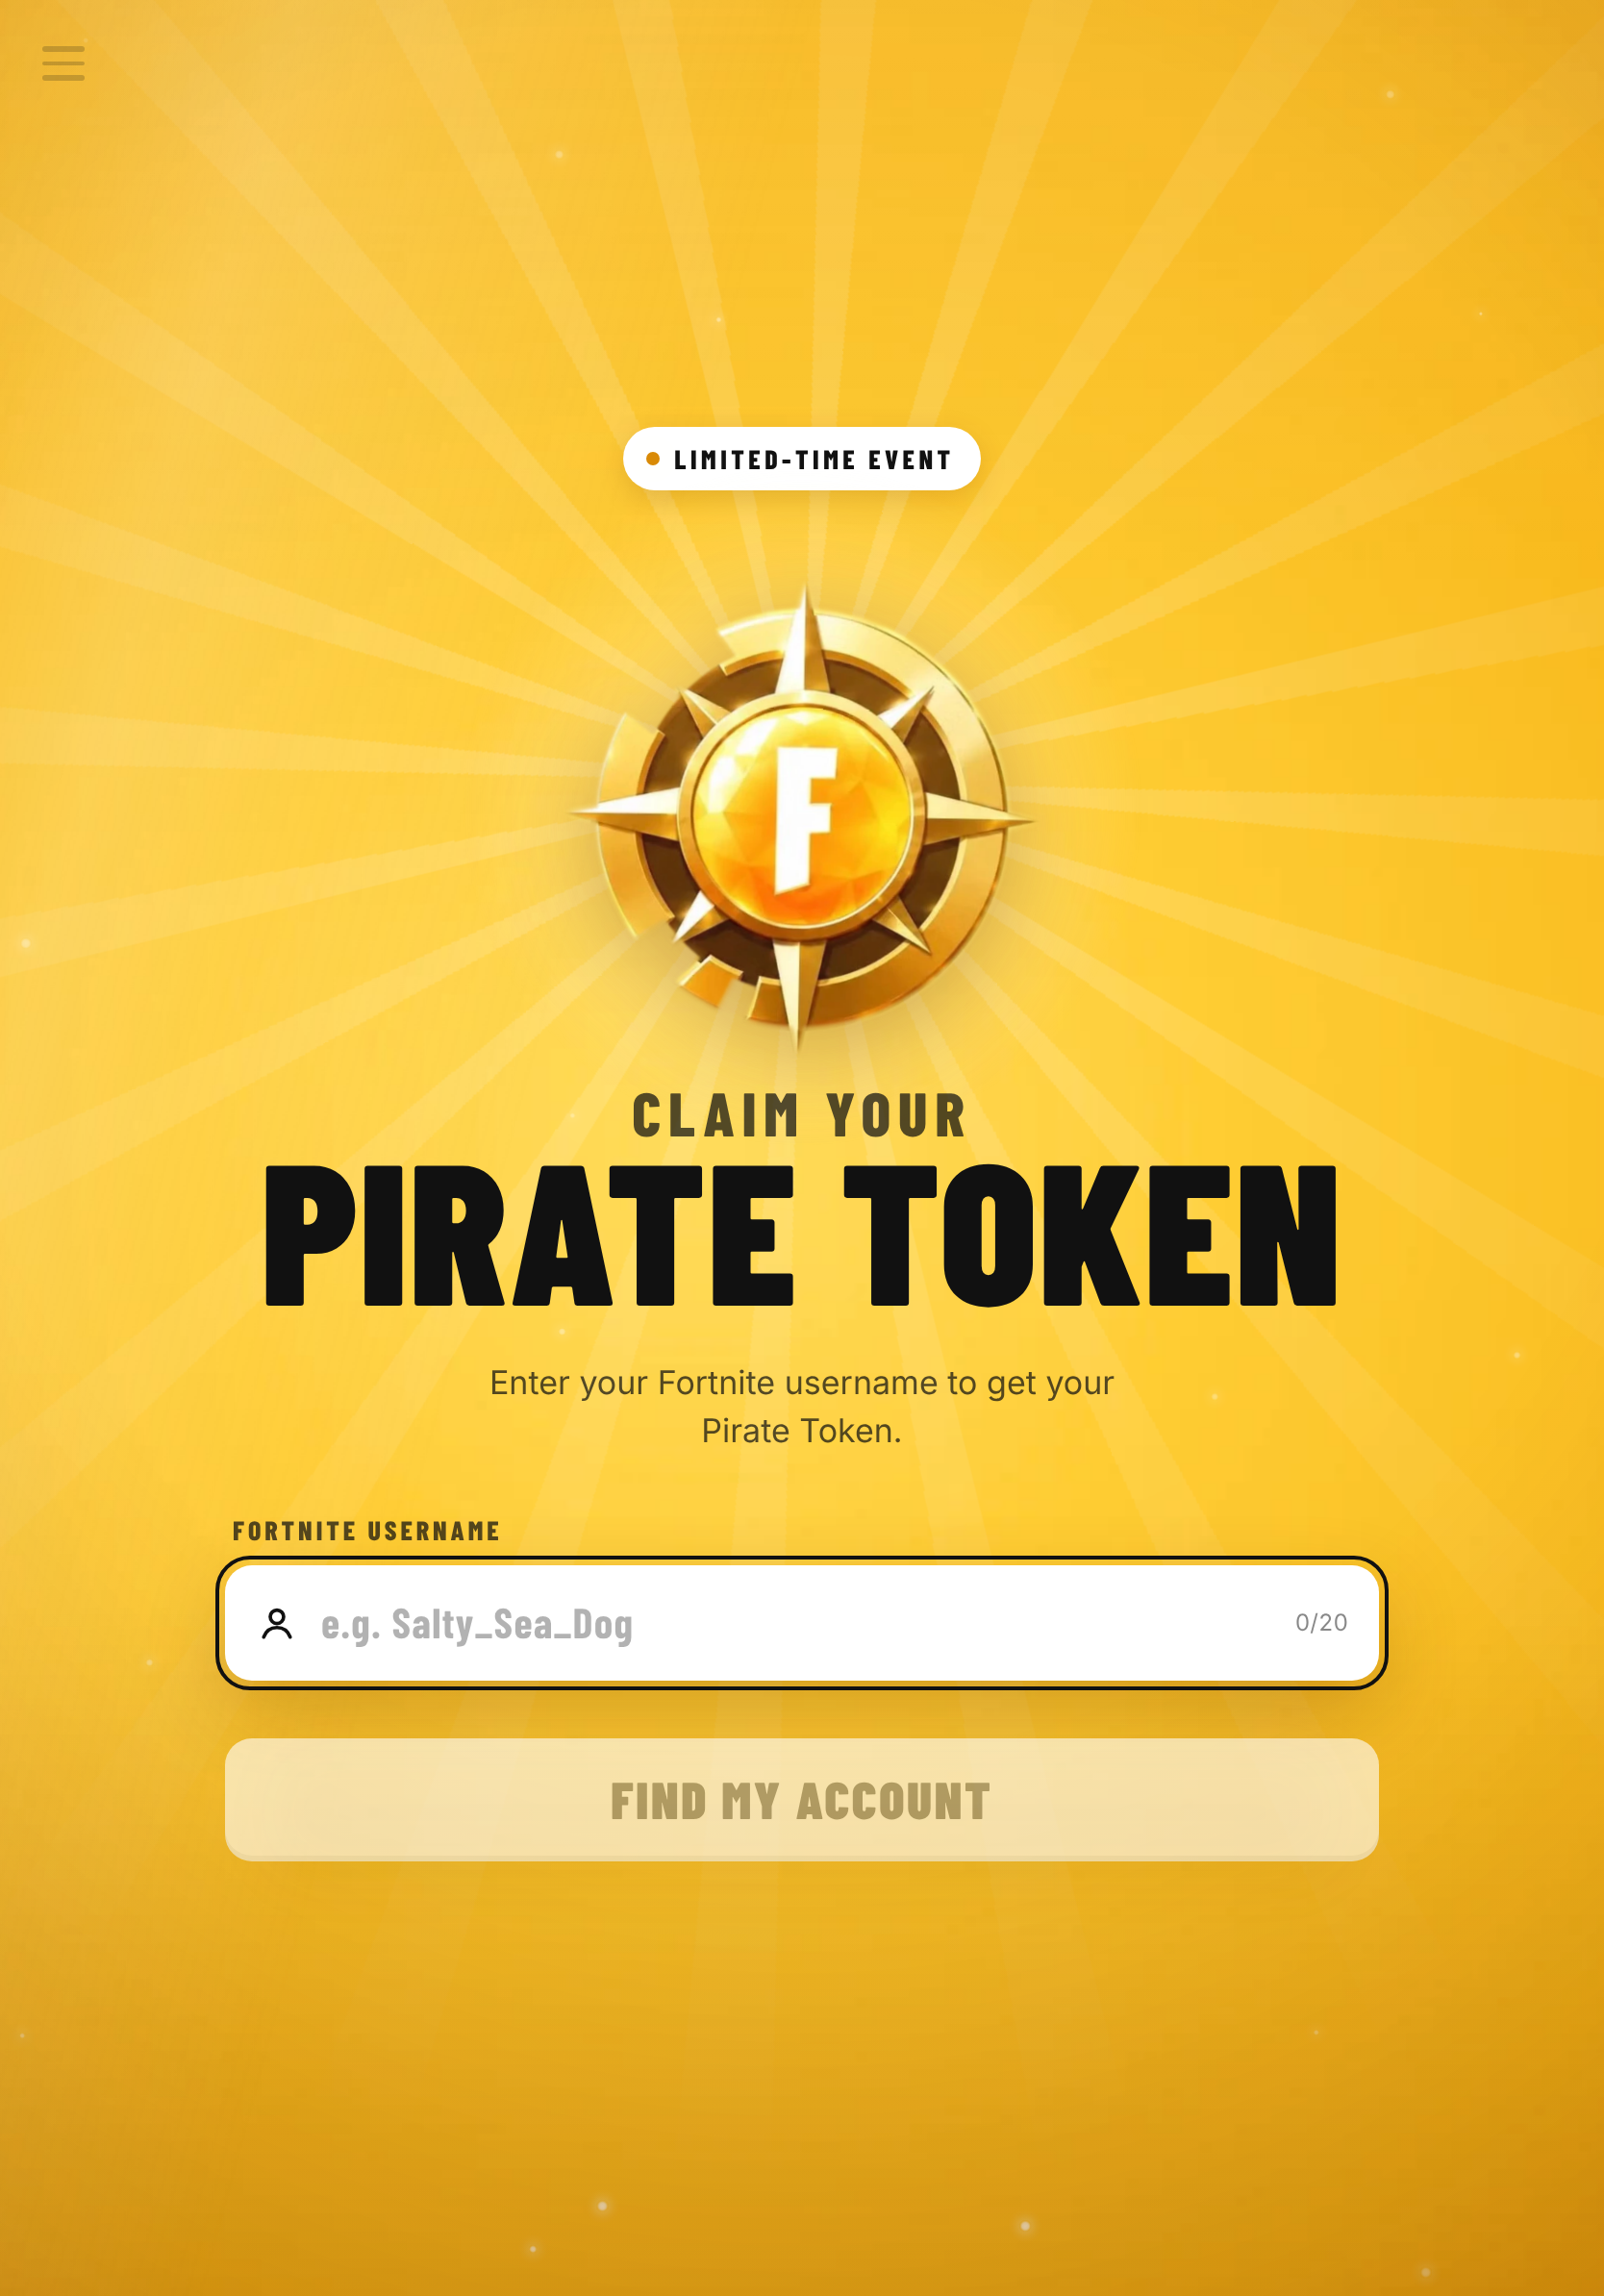 LIMITED-TIME EVENT
F
CLAIM YOUR
PIRATE TOKEN
Enter your Fortnite username to get your
Pirate Token.
FORTNITE USERNAME
e.g. Salty_Sea_Dog 0/20
FIND MY ACCOUNT